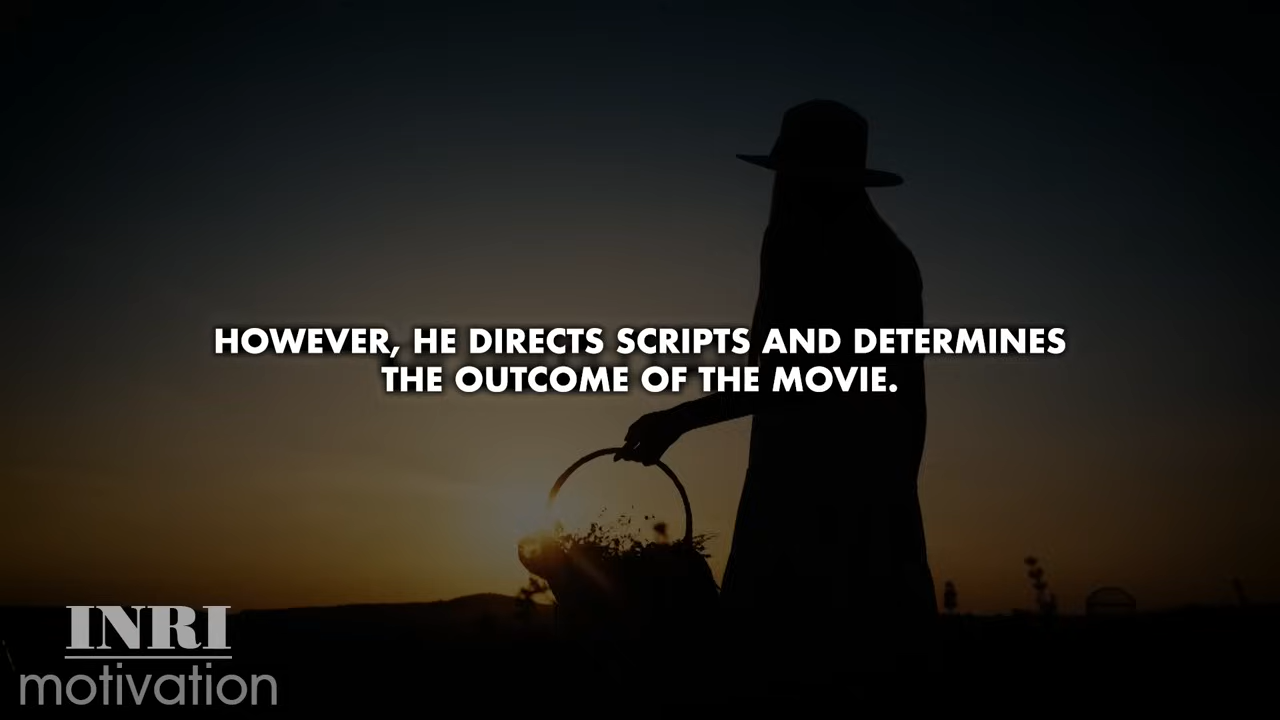 HOWEVER, HE DIRECTS SCRIPTS AND DETERMINES
THE OUTCOME OF THE MOVIE.
INRI
motivation